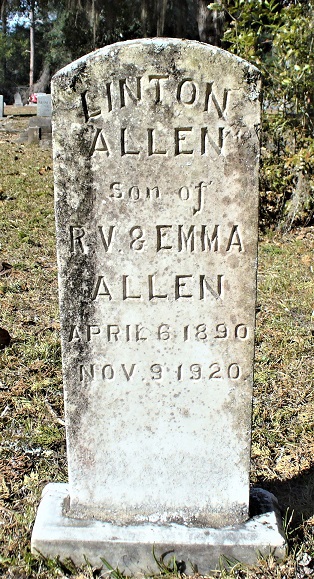 LINTON
ALLEN
Son of
R.V. & EMMA
ALLEN
APRIL 6 1890
NOV. 9 1920.